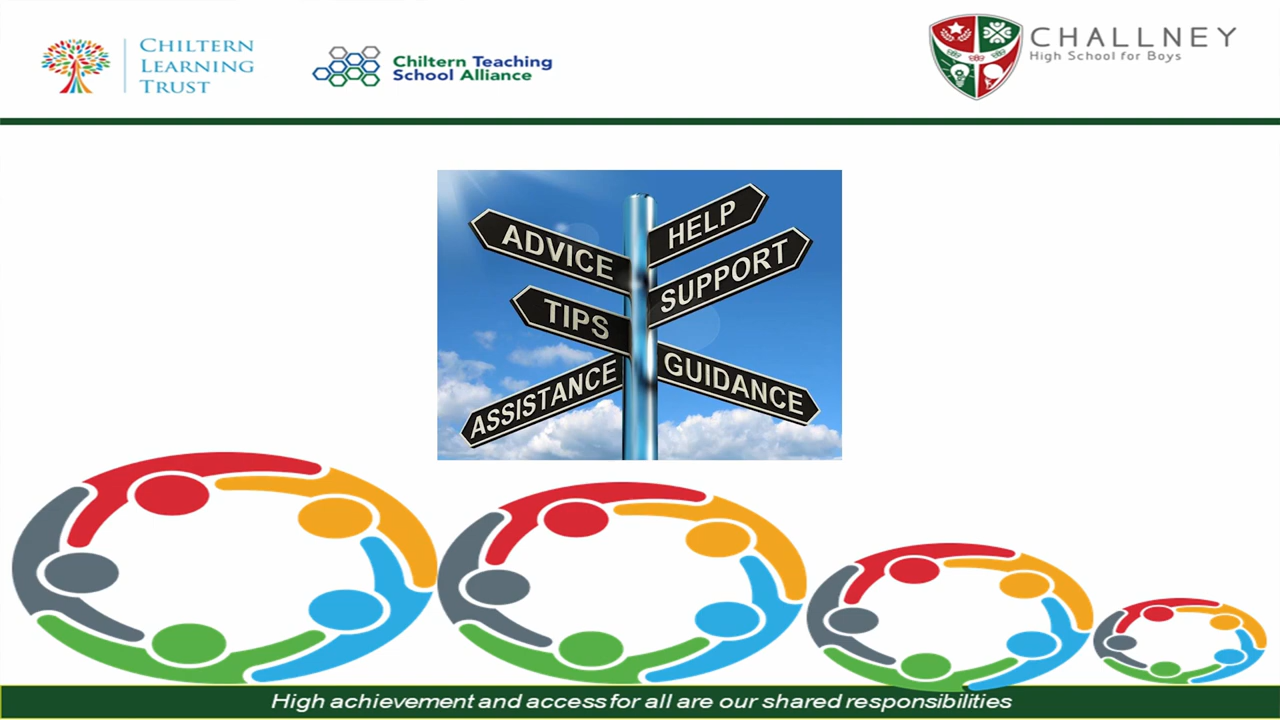 CHILTERN
LEARNING
TRUST
Chiltern Teaching
School Alliance
CHALLNEY
High School for Boys
HELP
ADVICE
SUPPORT
TIPS
GUIDANCE
ASSISTANCE
High achievement and access for all are our shared responsibilities